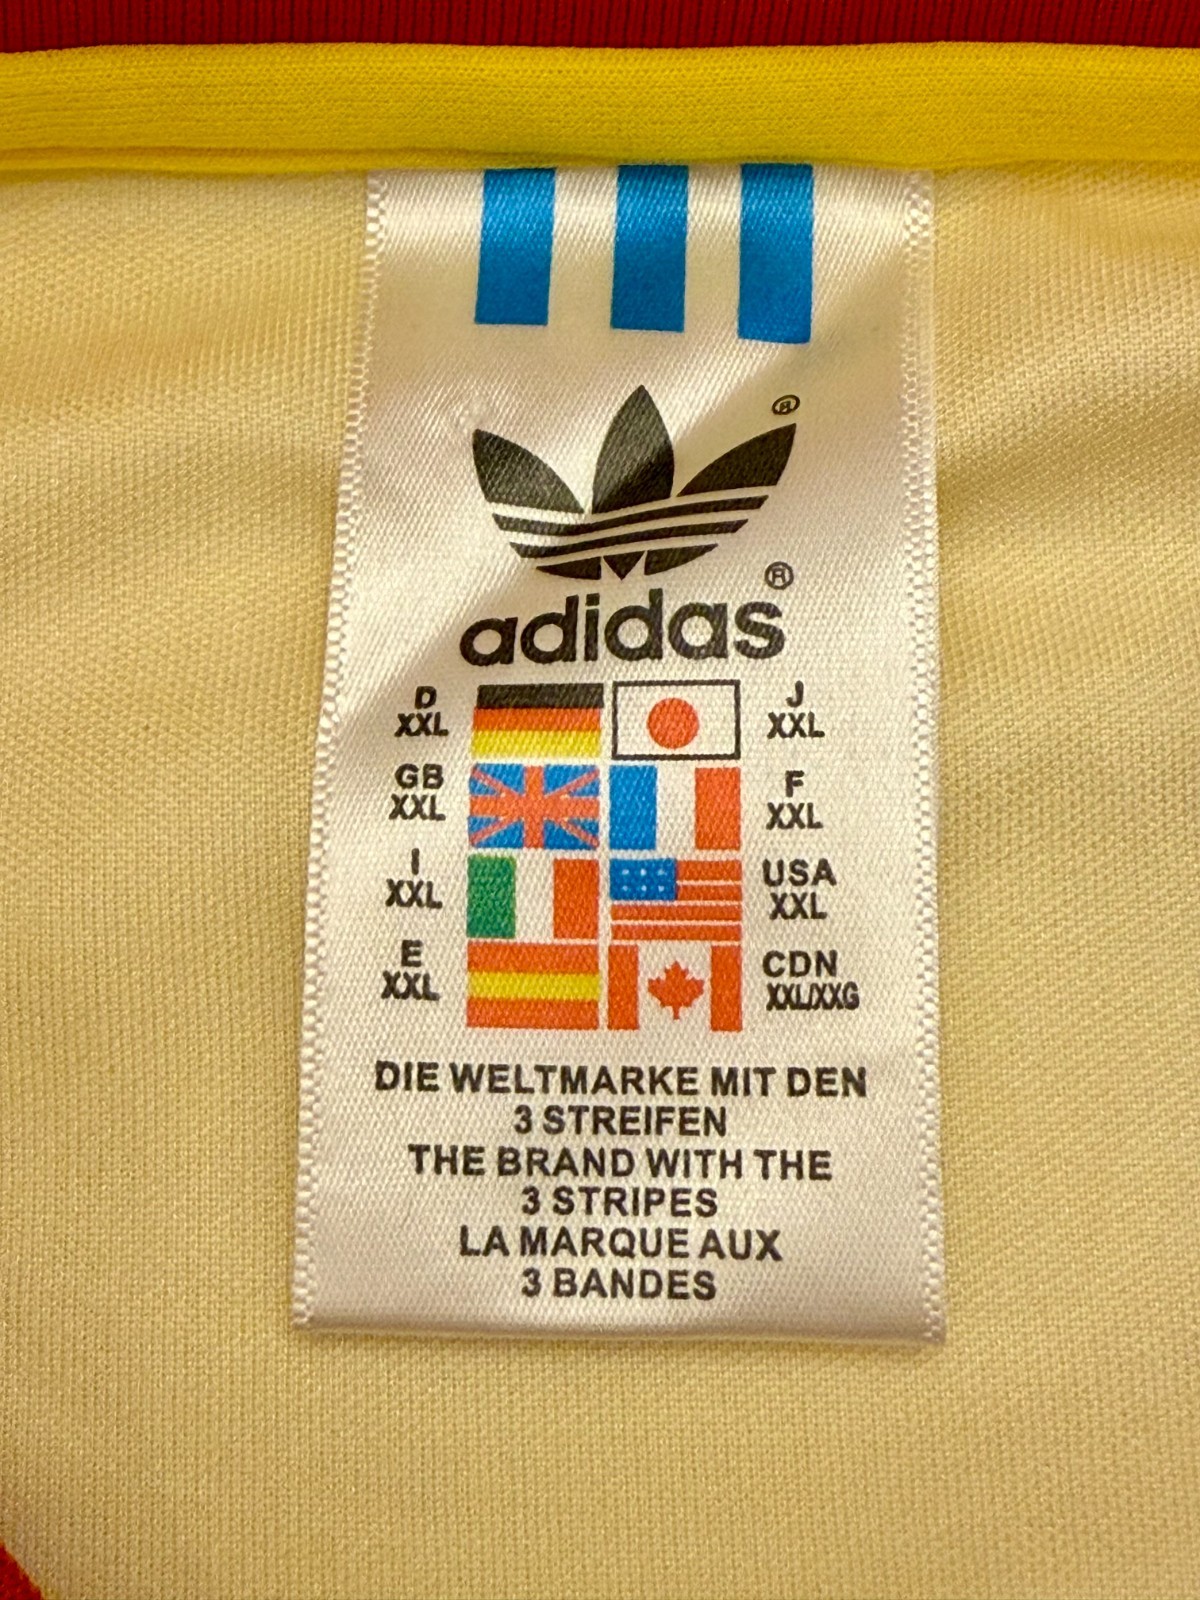 ®
adidas®
D
XXL
J
XXL
GB
XXL
F
XXL
I
XXL
USA
XXL
E
XXL
CDN
XXL/XXG
DIE WELTMARKE MIT DEN
3 STREIFEN
THE BRAND WITH THE
3 STRIPES
LA MARQUE AUX
3 BANDES